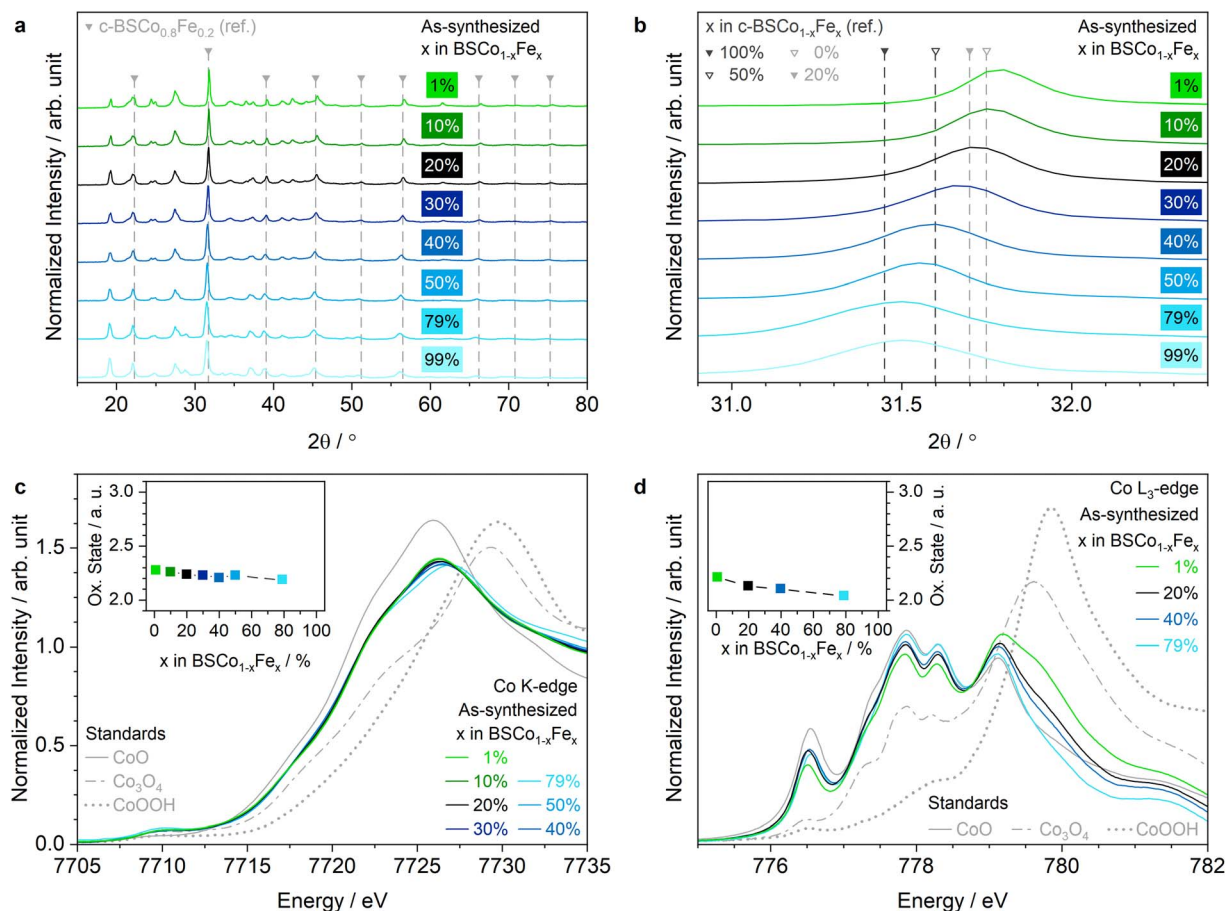 a
▼ c-BSCo₀.₈Fe₀.₂ (ref.)
As-synthesized
x in BSCo₁₋ₓFeₓ
1%
10%
20%
30%
40%
50%
79%
99%
Normalized Intensity / arb. unit
20 30 40 50 60 70 80
2θ / °
b
x in c-BSCo₁₋ₓFeₓ (ref.)
100% 0%
50% 20%
As-synthesized
x in BSCo₁₋ₓFeₓ
1%
10%
20%
30%
40%
50%
79%
99%
Normalized Intensity / arb. unit
31.0 31.5 32.0
2θ / °
c
3.0
2.5
2.0
Ox. State / a. u.
0 20 40 60 80 100
x in BSCo₁₋ₓFeₓ / %
1.5
1.0
0.5
0.0
Normalized Intensity / arb. unit
Co K-edge
As-synthesized
x in BSCo₁₋ₓFeₓ
1%
10% 79%
20% 50%
30% 40%
Standards
CoO
Co₃O₄
CoOOH
7705 7710 7715 7720 7725 7730 7735
Energy / eV
d
3.0
2.5
2.0
Ox. State / a. u.
0 20 40 60 80 100
x in BSCo₁₋ₓFeₓ / %
Co L₃-edge
As-synthesized
x in BSCo₁₋ₓFeₓ
1%
20%
40%
79%
Normalized Intensity / arb. unit
Standards
CoO Co₃O₄ CoOOH
776 778 780 782
Energy / eV